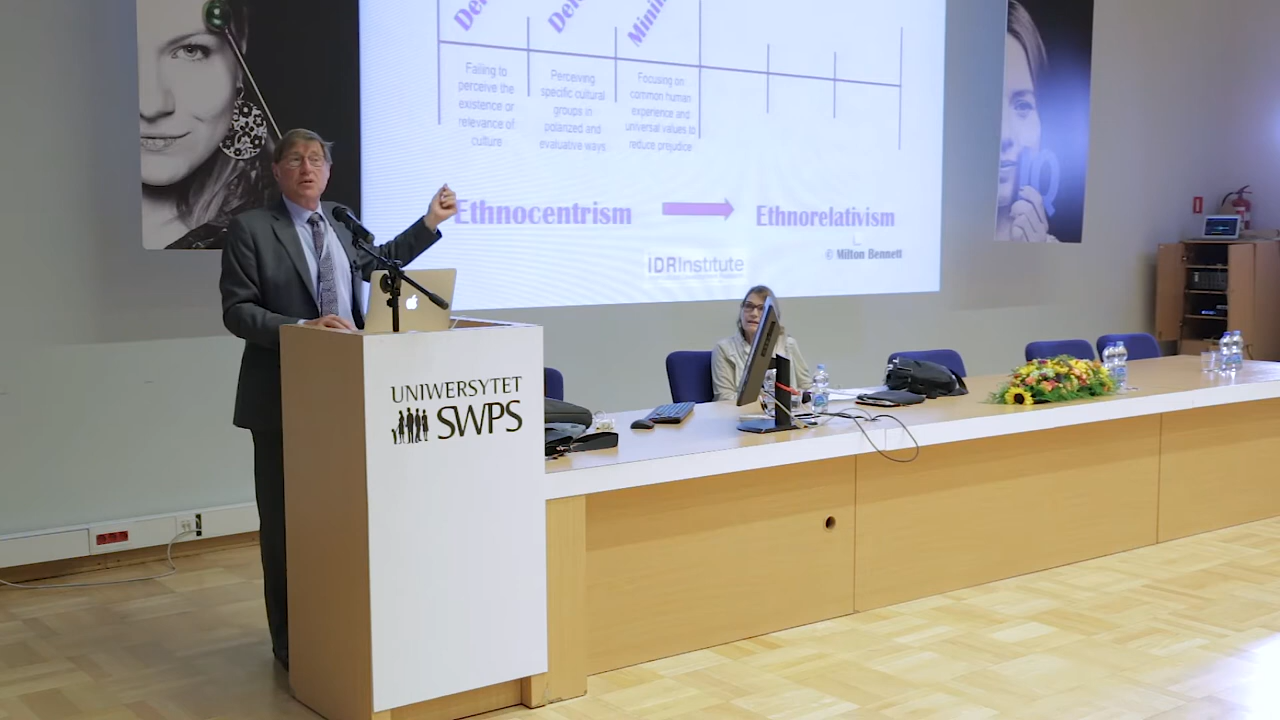 Failing to
perceive the
existence or
relevance of
culture
Perceiving
specific cultural
groups in
polarized and
evaluative ways
Focusing on
common human
experience and
universal values to
reduce prejudice
Ethnocentrism
Ethnorelativism
© Milton Bennett
IDRInstitute
IQ
UNIWERSYTET
SWPS